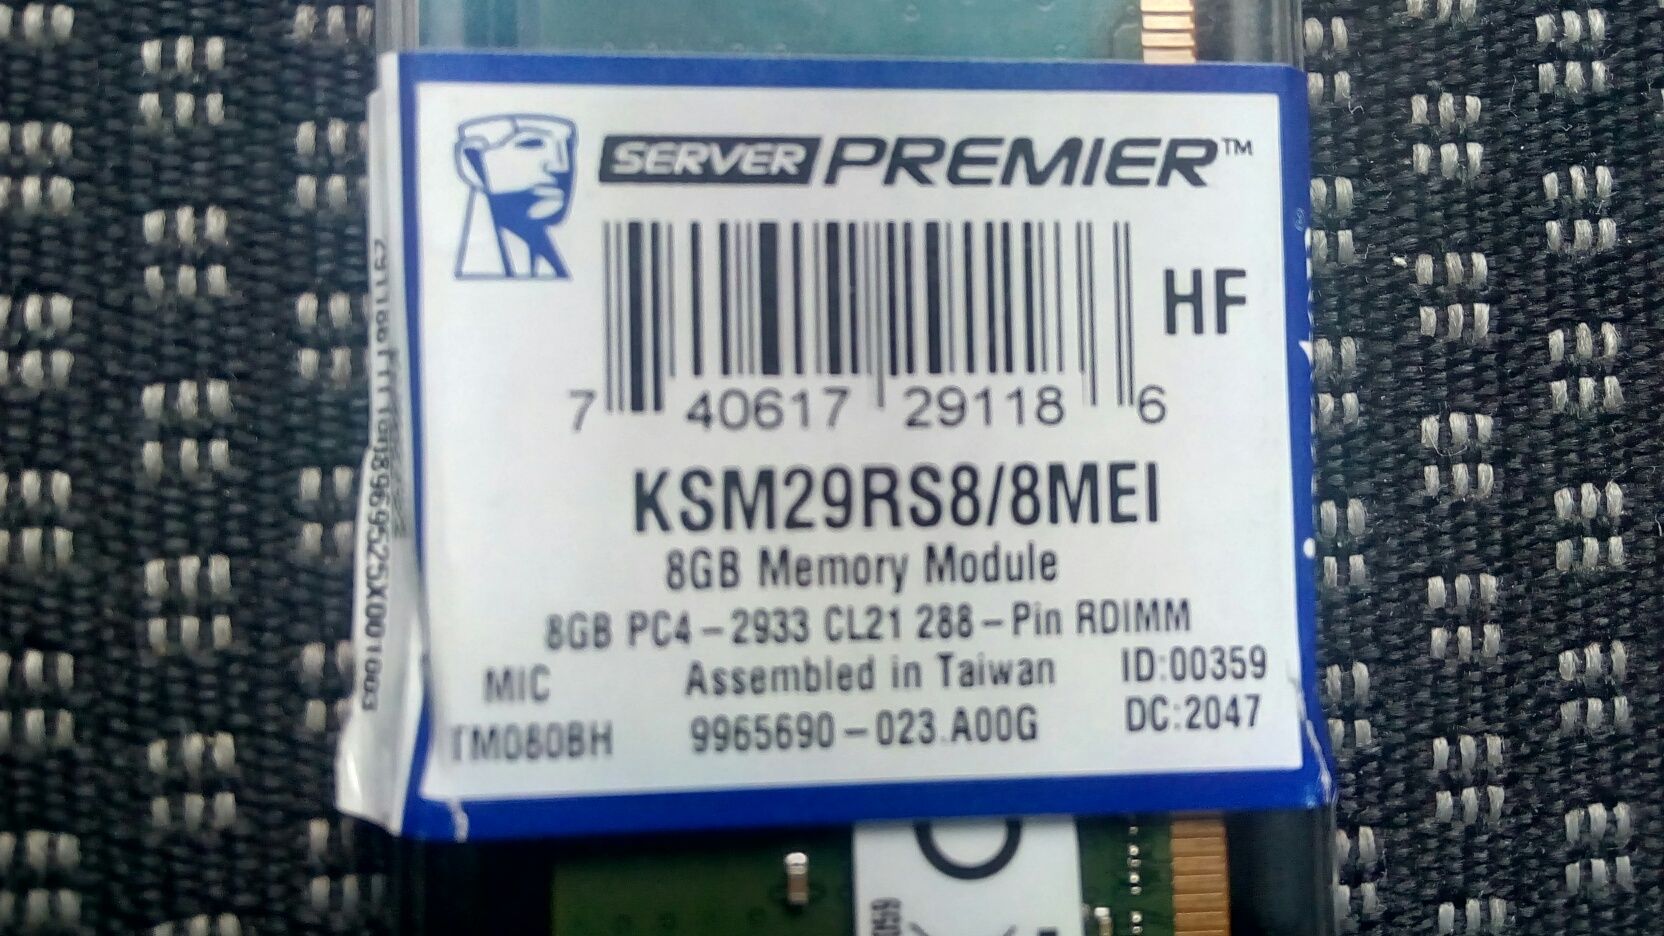 SERVER PREMIER™
HF
7 40617 29118 6
KSM29RS8/8MEI
8GB Memory Module
8GB PC4-2933 CL21 288-Pin RDIMM
MIC Assembled in Taiwan ID:00359
9965690-023.A00G DC:2047